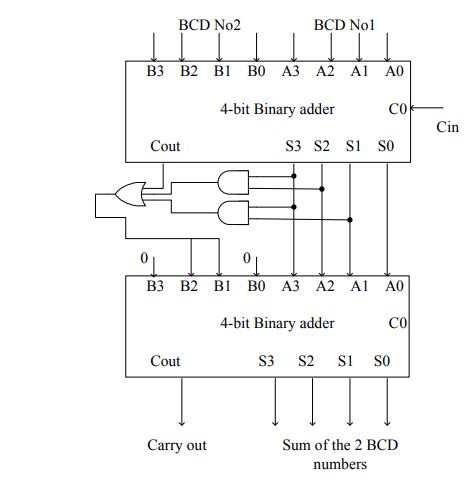 BCD No2 BCD No1
B3 B2 B1 B0 A3 A2 A1 A0
4-bit Binary adder C0
Cin
Cout S3 S2 S1 S0
0 0
B3 B2 B1 B0 A3 A2 A1 A0
4-bit Binary adder C0
Cout S3 S2 S1 S0
Carry out Sum of the 2 BCD
numbers